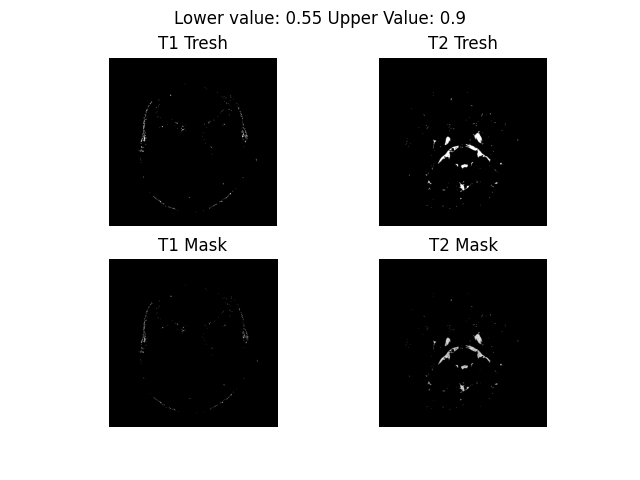 Lower value: 0.55 Upper Value: 0.9
T1 Tresh
T2 Tresh
T1 Mask
T2 Mask